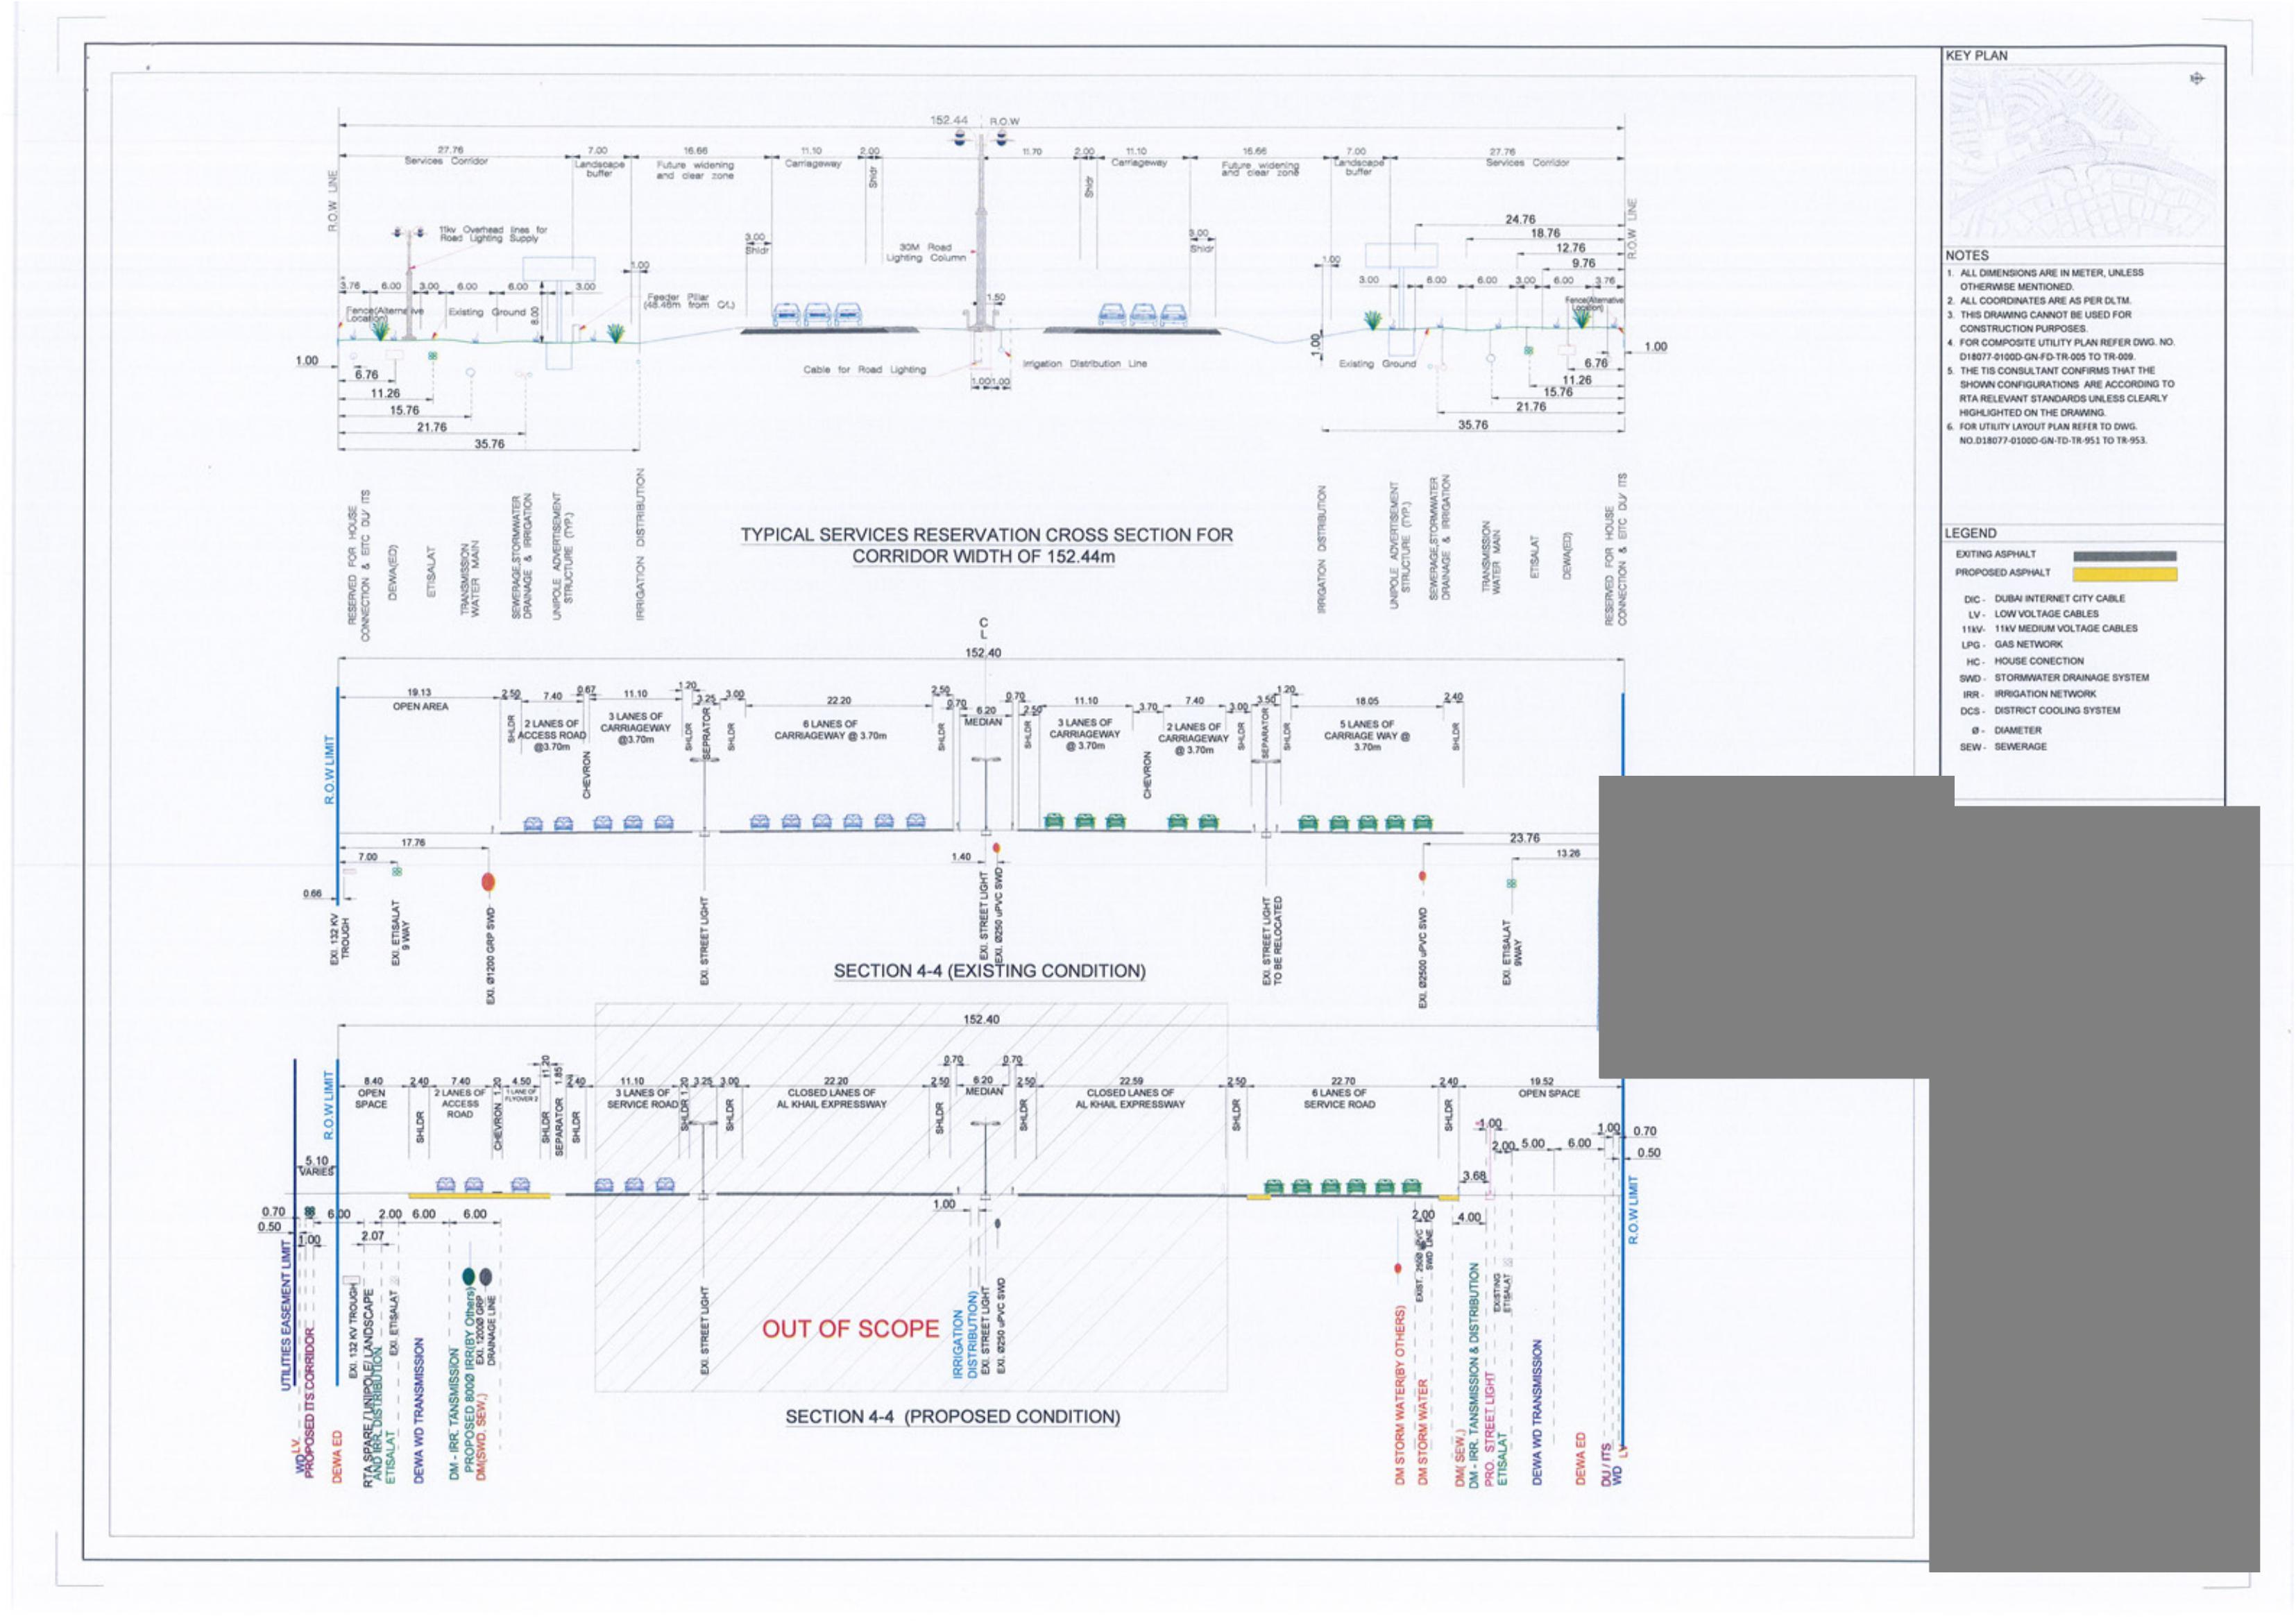 KEY PLAN
NOTES
1. ALL DIMENSIONS ARE IN METER, UNLESS
OTHERWISE MENTIONED.
2. ALL COORDINATES ARE AS PER DLTM.
3. THIS DRAWING CANNOT BE USED FOR
CONSTRUCTION PURPOSES.
4. FOR COMPOSITE UTILITY PLAN REFER DWG. NO.
D18077-0100D-GN-FD-TR-005 TO TR-009.
5. THE TIS CONSULTANT CONFIRMS THAT THE
SHOWN CONFIGURATIONS ARE ACCORDING TO
RTA RELEVANT STANDARDS UNLESS CLEARLY
HIGHLIGHTED ON THE DRAWING.
6. FOR UTILITY LAYOUT PLAN REFER TO DWG.
NO.D18077-0100D-GN-TD-TR-951 TO TR-953.
LEGEND
EXITING ASPHALT
PROPOSED ASPHALT
DIC - DUBAI INTERNET CITY CABLE
LV - LOW VOLTAGE CABLES
11kV- 11kV MEDIUM VOLTAGE CABLES
LPG - GAS NETWORK
HC - HOUSE CONECTION
SWD - STORMWATER DRAINAGE SYSTEM
IRR - IRRIGATION NETWORK
DCS - DISTRICT COOLING SYSTEM
Ø - DIAMETER
SEW - SEWERAGE
152.44 R.O.W
27.76 7.00 16.66 11.10 2.00 11.70 2.00 11.10 16.66 7.00 27.76
Services Corridor
Landscape
buffer
Future widening
and clear zone
Carriageway
Shldr
Shldr
Carriageway
Future widening
and clear zone
Landscape
buffer
Services Corridor
R.O.W LINE
R.O.W LINE
11kv Overhead lines for
Road Lighting Supply
3.00
Shldr
30M Road
Lighting Column
3.00
Shldr
24.76
18.76
12.76
9.76
1.00
1.00
3.76 6.00 3.00 6.00 6.00 3.00
Feeder Pillar
(48.46m from C/L)
1.50
3.00 6.00 6.00 3.00 6.00 3.76
Fence(Alternative
Location)
Existing Ground
8.00
Fence(Alternative
Location)
1.00
6.76
11.26
15.76
21.76
35.76
Cable for Road Lighting
Irrigation Distribution Line
1.00 1.00
1.00
Existing Ground
1.00
6.76
11.26
15.76
21.76
35.76
RESERVED FOR HOUSE
CONNECTION & EITC DU/ ITS
DEWA(ED)
ETISALAT
TRANSMISSION
WATER MAIN
SEWERAGE,STORMWATER
DRAINAGE & IRRIGATION
UNIPOLE ADVERTISEMENT
STRUCTURE (TYP.)
IRRIGATION DISTRIBUTION
TYPICAL SERVICES RESERVATION CROSS SECTION FOR
CORRIDOR WIDTH OF 152.44m
IRRIGATION DISTRIBUTION
UNIPOLE ADVERTISEMENT
STRUCTURE (TYP.)
SEWERAGE,STORMWATER
DRAINAGE & IRRIGATION
TRANSMISSION
WATER MAIN
ETISALAT
DEWA(ED)
RESERVED FOR HOUSE
CONNECTION & EITC DU/ ITS
C
L
152.40
19.13 2.50 7.40 0.67 11.10 1.20 3.25 3.00 22.20 2.50 0.70 6.20 0.70 2.50 11.10 3.70 7.40 3.00 3.50 1.20 18.05 2.40
OPEN AREA
SHLDR
2 LANES OF
ACCESS ROAD
@3.70m
CHEVRON
3 LANES OF
CARRIAGEWAY
@3.70m
SHLDR
SEPRATOR
SHLDR
6 LANES OF
CARRIAGEWAY @ 3.70m
SHLDR
MEDIAN
SHLDR
3 LANES OF
CARRIAGEWAY
@ 3.70m
CHEVRON
2 LANES OF
CARRIAGEWAY
@ 3.70m
SHLDR
SEPARATOR
SHLDR
5 LANES OF
CARRIAGE WAY @
3.70m
SHLDR
R.O.W LIMIT
17.76
7.00
0.66
1.40
23.76
13.26
EXI. 132 KV
TROUGH
EXI. ETISALAT
9 WAY
EXI. Ø1200 GRP SWD
EXI. STREET LIGHT
EXI. STREET LIGHT
EXI. Ø250 uPVC SWD
EXI. STREET LIGHT
TO BE RELOCATED
EXI. Ø2500 uPVC SWD
EXI. ETISALAT
9WAY
SECTION 4-4 (EXISTING CONDITION)
152.40
8.40 2.40 7.40 1.20 4.50 1.20 1.85 2.40 11.10 1.20 3.25 3.00 22.20 2.50 0.70 6.20 0.70 2.50 22.59 2.50 22.70 2.40 19.52
OPEN
SPACE
SHLDR
2 LANES OF
ACCESS
ROAD
CHEVRON
1 LANE OF
FLYOVER 2
SHLDR
SEPARATOR
SHLDR
3 LANES OF
SERVICE ROAD
SHLDR
SHLDR
CLOSED LANES OF
AL KHAIL EXPRESSWAY
SHLDR
MEDIAN
SHLDR
CLOSED LANES OF
AL KHAIL EXPRESSWAY
SHLDR
6 LANES OF
SERVICE ROAD
SHLDR
OPEN SPACE
R.O.W LIMIT
5.10
VARIES
0.70
0.50
1.00
6.00 2.00 6.00 6.00
2.07
1.00
1.00
2.00 5.00 6.00
1.00
0.70
0.50
3.68
2.00
4.00
R.O.W LIMIT
UTILITIES EASEMENT LIMIT
WD
LV
PROPOSED ITS CORRIDOR
DEWA ED
EXI. 132 KV TROUGH
RTA SPARE / UNIPOLE/ LANDSCAPE
AND IRR. DISTRIBUTION
ETISALAT
EXI. ETISALAT
DEWA WD TRANSMISSION
DM - IRR. TANSMISSION
PROPOSED 800Ø IRR(BY Others)
EXI. 1200Ø GRP
DRAINAGE LINE
DM(SWD, SEW,)
EXI. STREET LIGHT
OUT OF SCOPE
IRRIGATION
DISTRIBUTION)
EXI. STREET LIGHT
EXI. Ø250 uPVC SWD
DM STORM WATER(BY OTHERS)
EXIST. 250Ø uPVC
SWD LINE
DM STORM WATER
DM( SEW,)
DM - IRR. TANSMISSION & DISTRIBUTION
PRO. STREET LIGHT
EXISTING
ETISALAT
ETISALAT
DEWA WD TRANSMISSION
DEWA ED
DU / ITS
WD
LV
SECTION 4-4 (PROPOSED CONDITION)